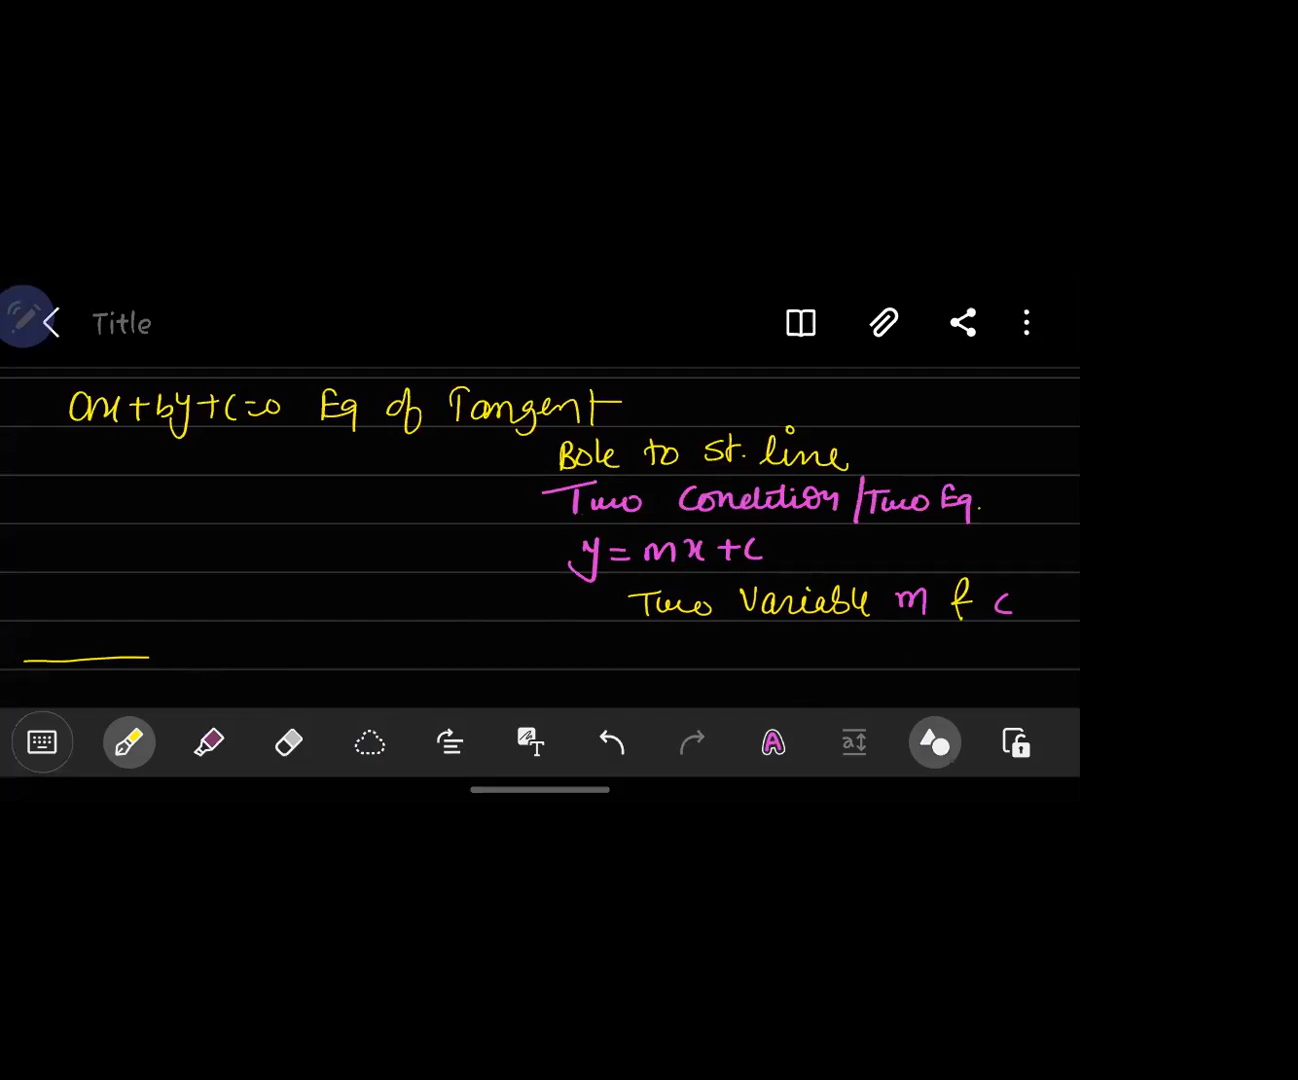 Title
ax+by+c=0 Eq of Tangent
Bole to St. line
Two Condition/Two Eq.
y = mx + c
Two Variable m & c